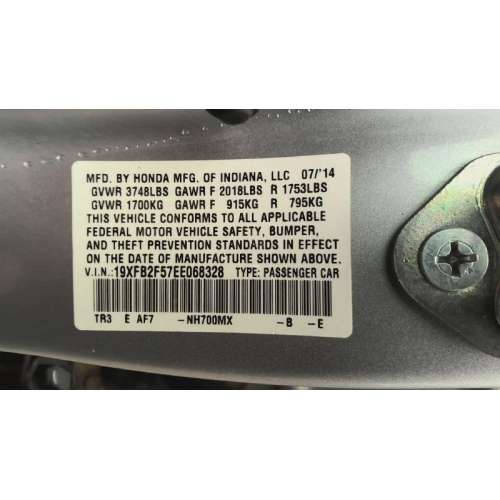 MFD. BY HONDA MFG. OF INDIANA, LLC 07/'14
GVWR 3748LBS GAWR F 2018LBS R 1753LBS
GVWR 1700KG GAWR F 915KG R 795KG
THIS VEHICLE CONFORMS TO ALL APPLICABLE
FEDERAL MOTOR VEHICLE SAFETY, BUMPER,
AND THEFT PREVENTION STANDARDS IN EFFECT
ON THE DATE OF MANUFACTURE SHOWN ABOVE.
V.I.N.:19XFB2F57EE068328 TYPE: PASSENGER CAR
TR3 E AF7 -NH700MX -B -E